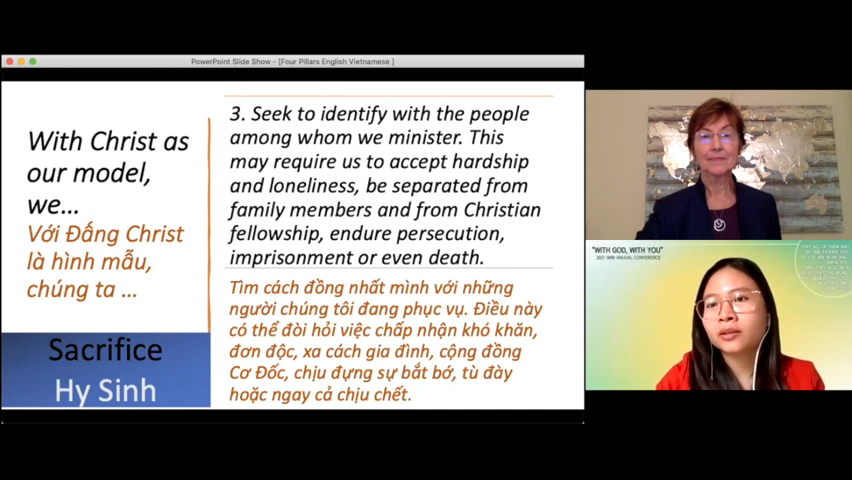 PowerPoint Slide Show - [Four Pillars English Vietnamese ]
With Christ as
our model,
we...
Với Đấng Christ
là hình mẫu,
chúng ta ...
Sacrifice
Hy Sinh
3. Seek to identify with the people
among whom we minister. This
may require us to accept hardship
and loneliness, be separated from
family members and from Christian
fellowship, endure persecution,
imprisonment or even death.
Tìm cách đồng nhất mình với những
người chúng tôi đang phục vụ. Điều này
có thể đòi hỏi việc chấp nhận khó khăn,
đơn độc, xa cách gia đình, cộng đồng
Cơ Đốc, chịu đựng sự bắt bớ, tù đày
hoặc ngay cả chịu chết.
"WITH GOD, WITH YOU"